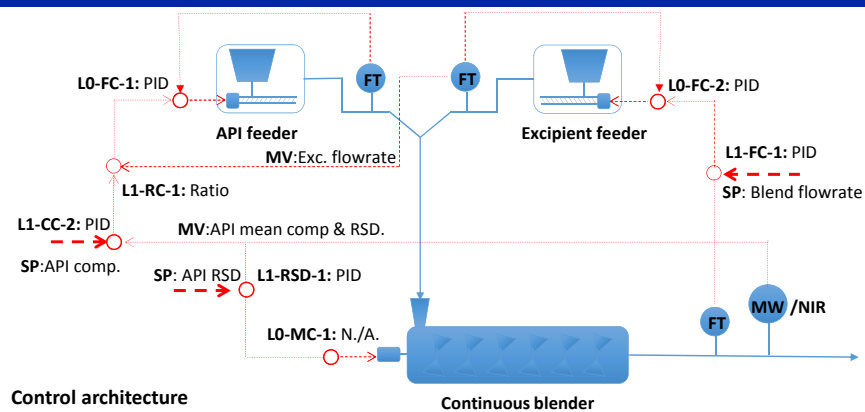 L0-FC-1: PID
FT
FT
L0-FC-2: PID
API feeder
Excipient feeder
MV:Exc. flowrate
L1-FC-1: PID
L1-RC-1: Ratio
SP: Blend flowrate
L1-CC-2: PID
MV:API mean comp & RSD.
SP:API comp.
SP: API RSD
L1-RSD-1: PID
FT
MW /NIR
L0-MC-1: N./A.
Control architecture
Continuous blender